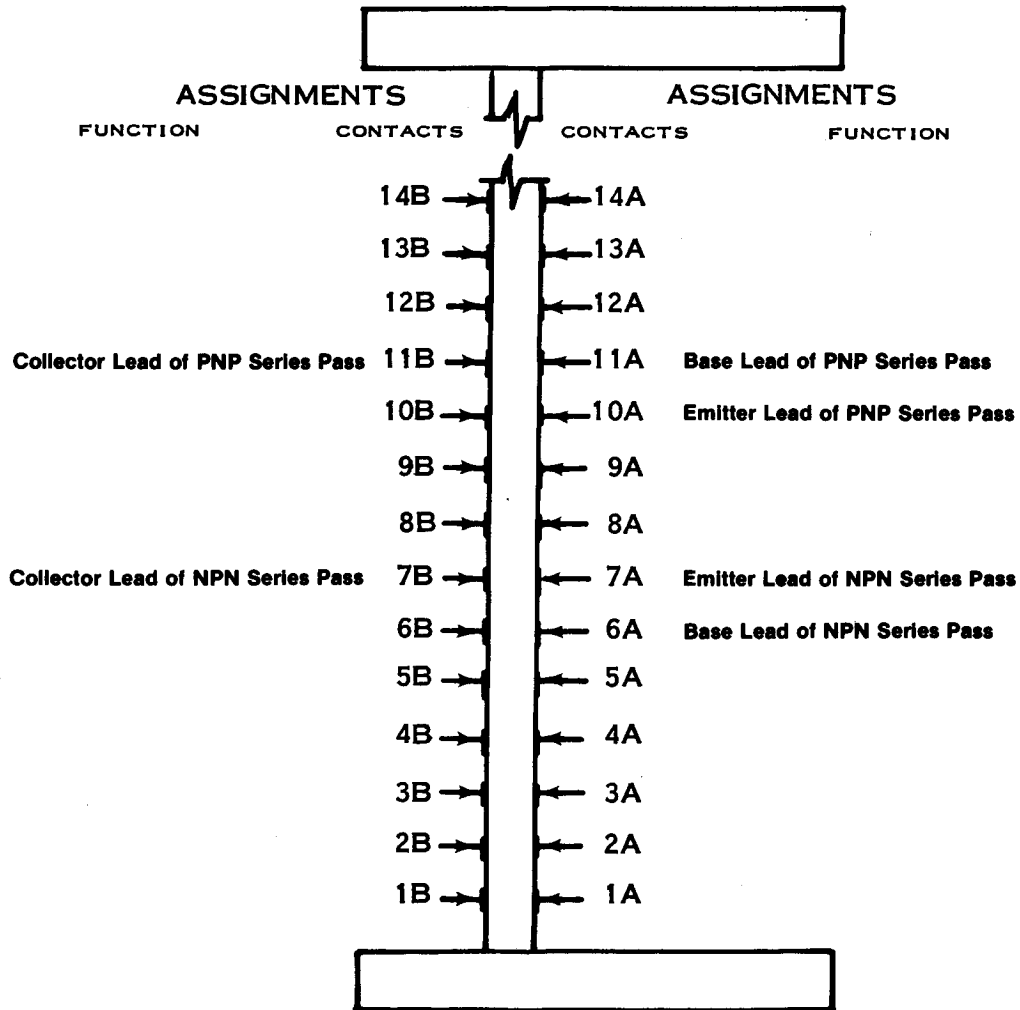 ASSIGNMENTS ASSIGNMENTS
FUNCTION CONTACTS CONTACTS FUNCTION
14B 14A
13B 13A
12B 12A
Collector Lead of PNP Series Pass 11B 11A Base Lead of PNP Series Pass
10B 10A Emitter Lead of PNP Series Pass
9B 9A
8B 8A
Collector Lead of NPN Series Pass 7B 7A Emitter Lead of NPN Series Pass
6B 6A Base Lead of NPN Series Pass
5B 5A
4B 4A
3B 3A
2B 2A
1B 1A